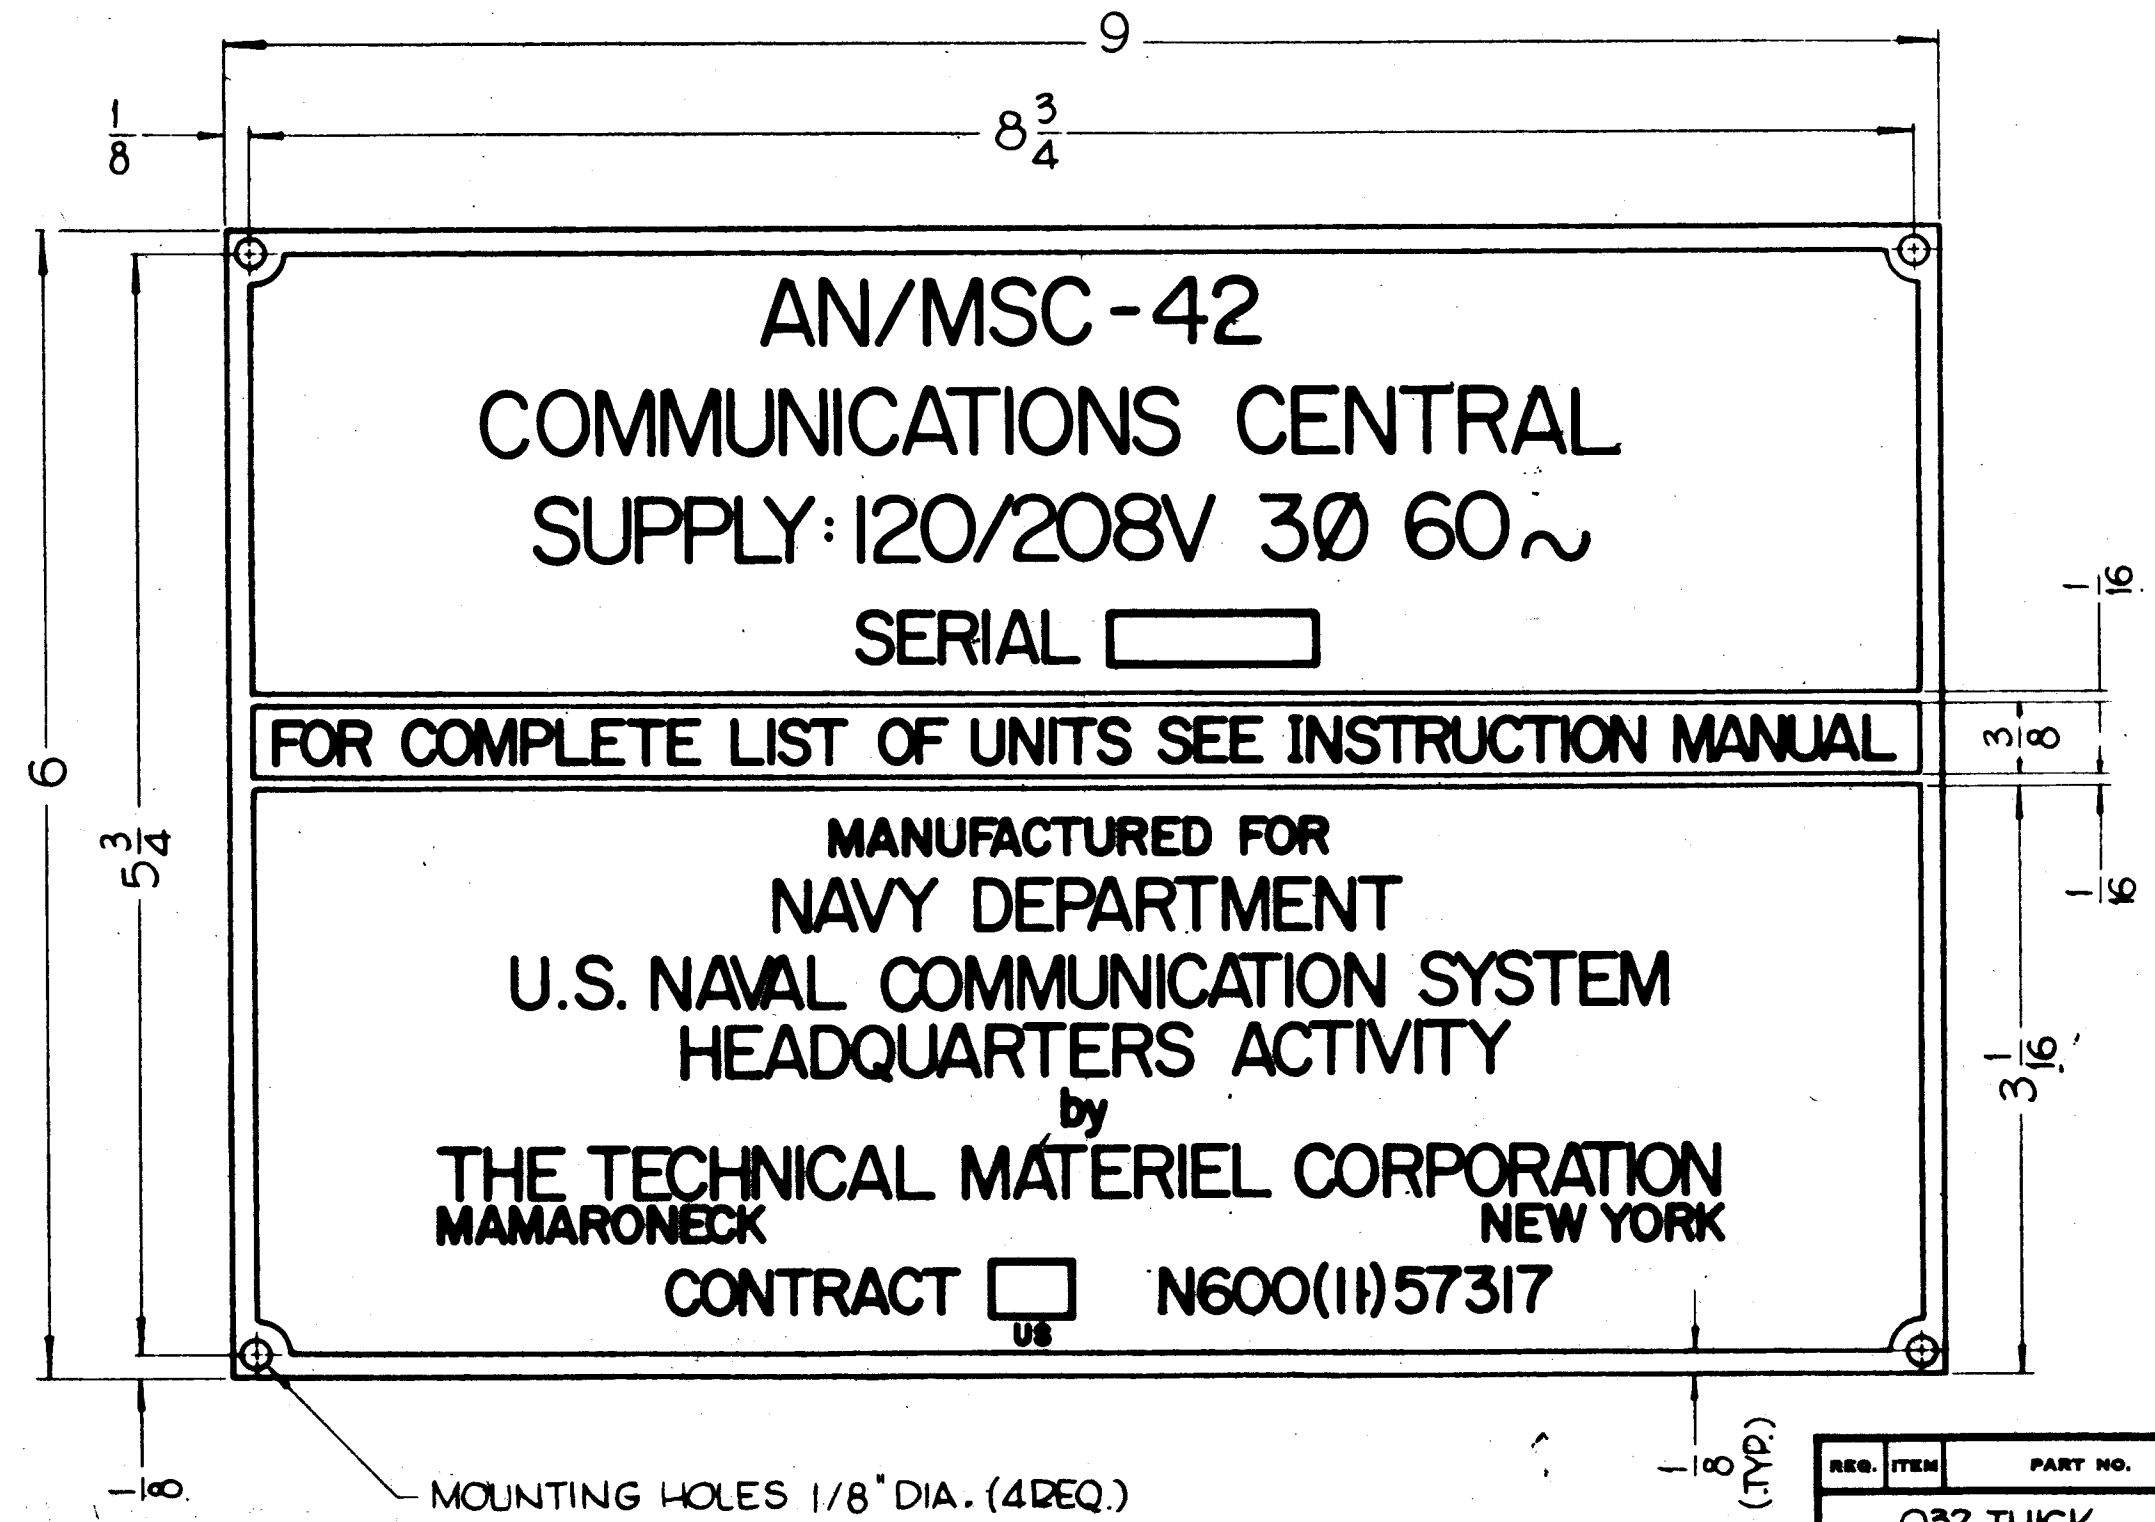 9
8 3/4
1/8
AN/MSC-42
COMMUNICATIONS CENTRAL
SUPPLY: 120/208V 3Ø 60~
SERIAL
1/16
FOR COMPLETE LIST OF UNITS SEE INSTRUCTION MANUAL
3/8
6
5 3/4
MANUFACTURED FOR
NAVY DEPARTMENT
1/16
U.S. NAVAL COMMUNICATION SYSTEM
HEADQUARTERS ACTIVITY
3 1/16
by
THE TECHNICAL MATERIEL CORPORATION
MAMARONECK NEW YORK
CONTRACT N600(11)57317
US
1/8
MOUNTING HOLES 1/8" DIA. (4 REQ.)
1/8 (TYP.)
REQ. ITEM PART NO.
.032 THICK